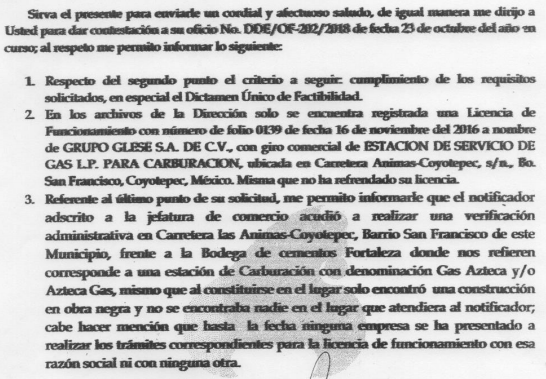 Sirva el presente para enviarle un cordial y afectuoso saludo, de igual manera me dirijo a
Usted para dar contestación a su oficio No. DDE/OF-202/2018 de fecha 23 de octubre del año en
curso; al respeto me permito informar lo siguiente:
1. Respecto del segundo punto el criterio a seguir: cumplimiento de los requisitos
solicitados, en especial el Dictamen Único de Factibilidad.
2. En los archivos de la Dirección solo se encuentra registrada una Licencia de
Funcionamiento con número de folio 0139 de fecha 16 de noviembre del 2016 a nombre
de GRUPO GLESE S.A. DE C.V., con giro comercial de ESTACION DE SERVICIO DE
GAS L.P. PARA CARBURACION, ubicada en Carretera Animas-Coyotepec, s/n., Bo.
San Francisco, Coyotepec, México. Misma que no ha refrendado su licencia.
3. Referente al último punto de su solicitud, me permito informarle que el notificador
adscrito a la jefatura de comercio acudió a realizar una verificación
administrativa en Carretera las Animas-Coyotepec, Barrio San Francisco de este
Municipio, frente a la Bodega de cementos Fortaleza donde nos refieren
corresponde a una estación de Carburación con denominación Gas Azteca y/o
Azteca Gas, mismo que al constituirse en el lugar solo encontró una construcción
en obra negra y no se encontraba nadie en el lugar que atendiera al notificador;
cabe hacer mención que hasta la fecha ninguna empresa se ha presentado a
realizar los trámites correspondientes para la licencia de funcionamiento con esa
razón social ni con ninguna otra.